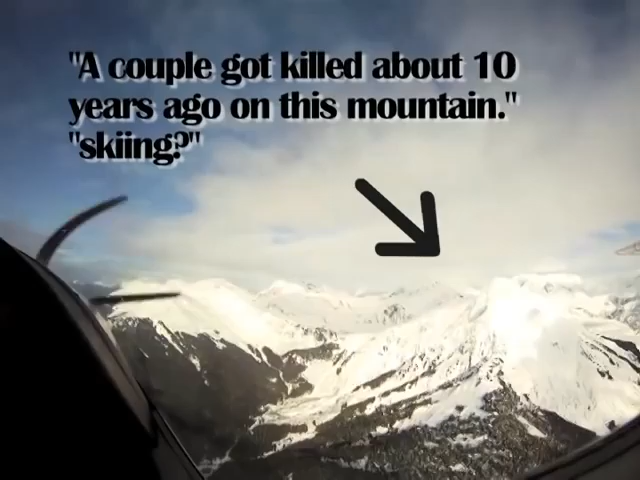 "A couple got killed about 10
years ago on this mountain."
"skiing?"